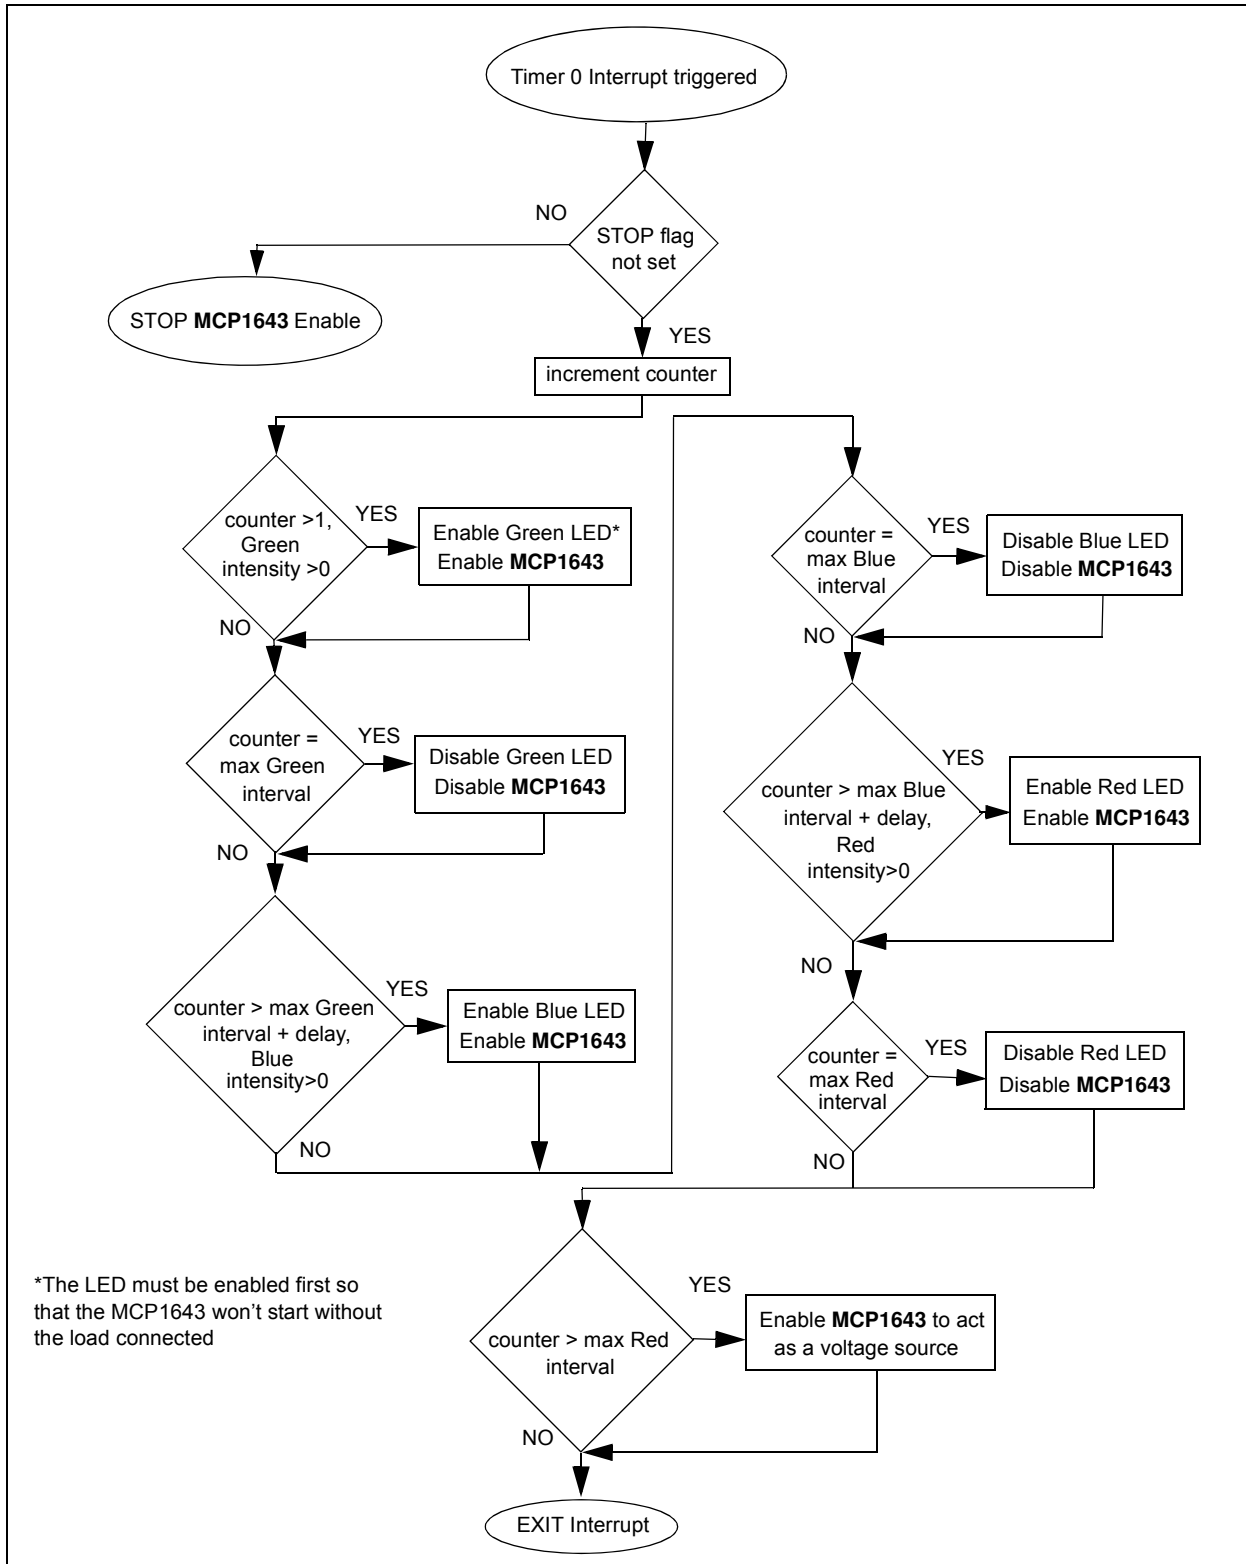 Timer 0 Interrupt triggered
NO
STOP flag
not set
STOP MCP1643 Enable
YES
increment counter
counter >1,
Green
intensity >0
YES
Enable Green LED*
Enable MCP1643
NO
counter =
max Green
interval
YES
Disable Green LED
Disable MCP1643
NO
counter > max Green
interval + delay,
Blue
intensity>0
YES
Enable Blue LED
Enable MCP1643
NO
counter =
max Blue
interval
YES
Disable Blue LED
Disable MCP1643
NO
counter > max Blue
interval + delay,
Red
intensity>0
YES
Enable Red LED
Enable MCP1643
NO
counter =
max Red
interval
YES
Disable Red LED
Disable MCP1643
NO
counter > max Red
interval
YES
Enable MCP1643 to act
as a voltage source
NO
EXIT Interrupt
*The LED must be enabled first so
that the MCP1643 won't start without
the load connected